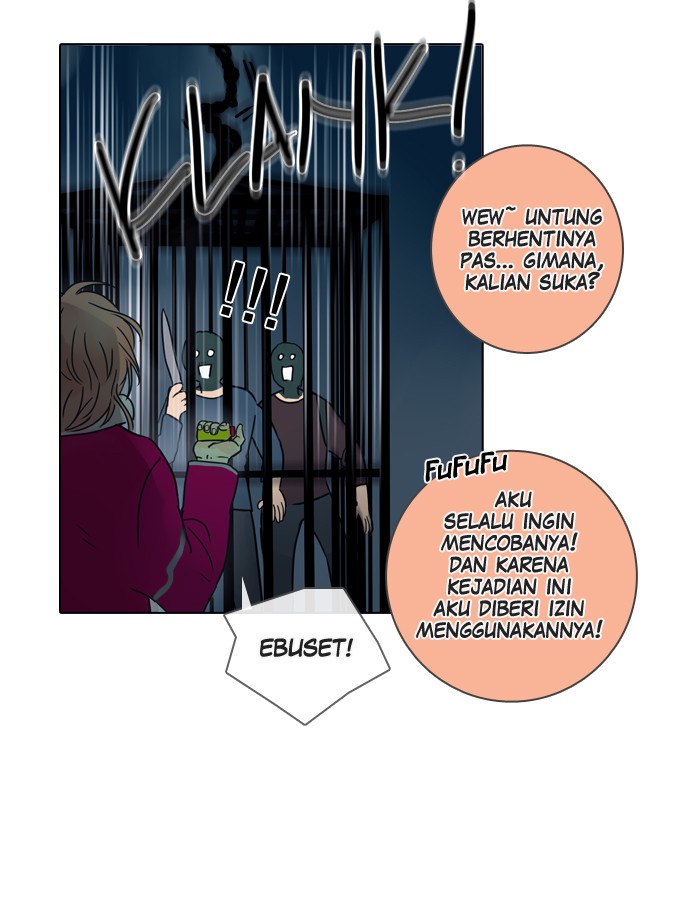 KLANK!
WEW~ UNTUNG
BERHENTINYA
PAS... GIMANA,
KALIAN SUKA?
!!!
FUFUFU
AKU
SELALU INGIN
MENCOBANYA!
DAN KARENA
KEJADIAN INI
AKU DIBERI IZIN
MENGGUNAKANNYA!
EBUSET!